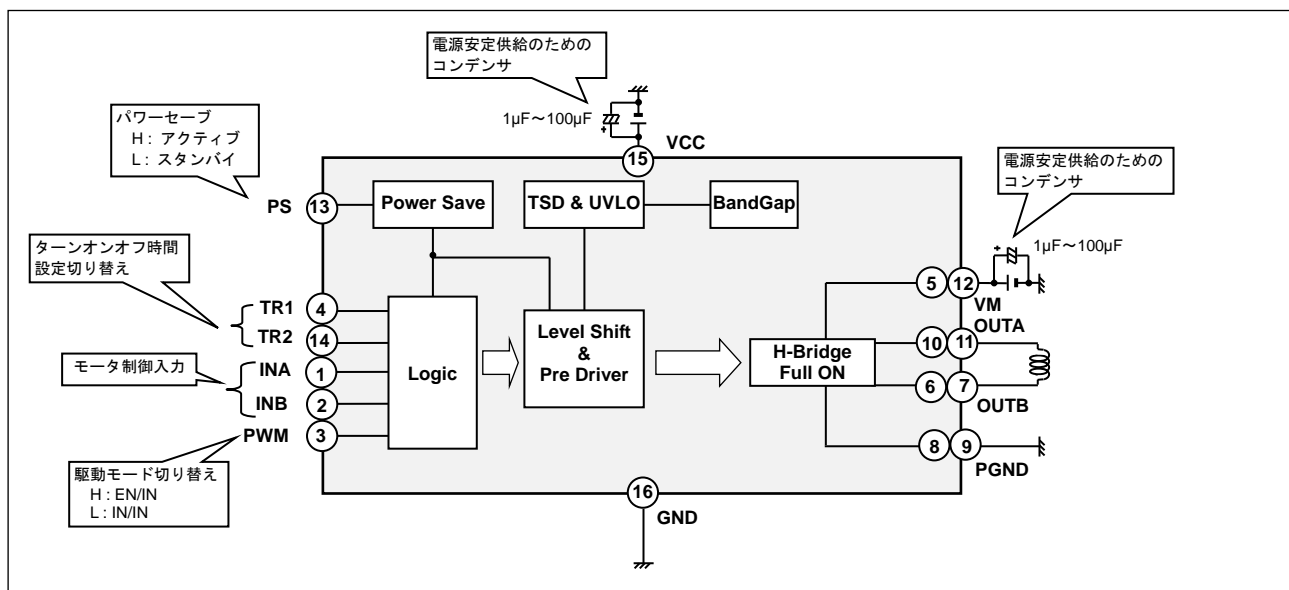 電源安定供給のための
コンデンサ
1µF～100µF
VCC
15
パワーセーブ
H : アクティブ
L : スタンバイ
PS
13
Power Save
TSD & UVLO
BandGap
電源安定供給のための
コンデンサ
1µF～100µF
ターンオンオフ時間
設定切り替え
5
12
VM
TR1
4
TR2
14
モータ制御入力
INA
1
INB
2
PWM
3
Logic
Level Shift
&
Pre Driver
H-Bridge
Full ON
OUTA
10
11
6
7
OUTB
8
9
PGND
駆動モード切り替え
H : EN/IN
L : IN/IN
16
GND